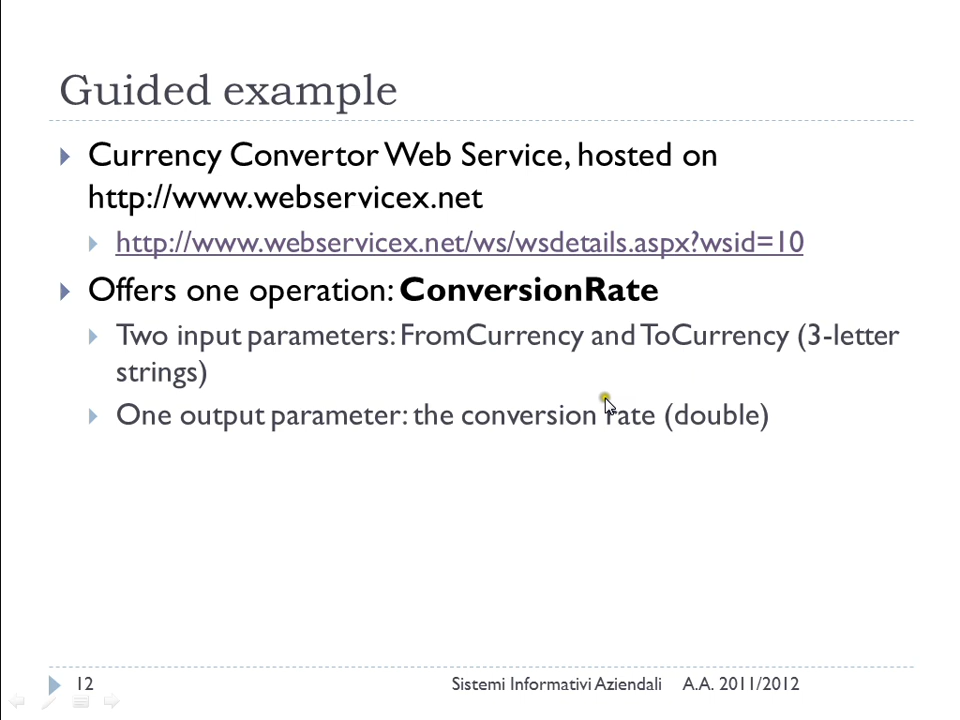 Guided example
Currency Convertor Web Service, hosted on
http://www.webservicex.net
http://www.webservicex.net/ws/wsdetails.aspx?wsid=10
Offers one operation: ConversionRate
Two input parameters: FromCurrency and ToCurrency (3-letter
strings)
One output parameter: the conversion rate (double)
12 Sistemi Informativi Aziendali A.A. 2011/2012